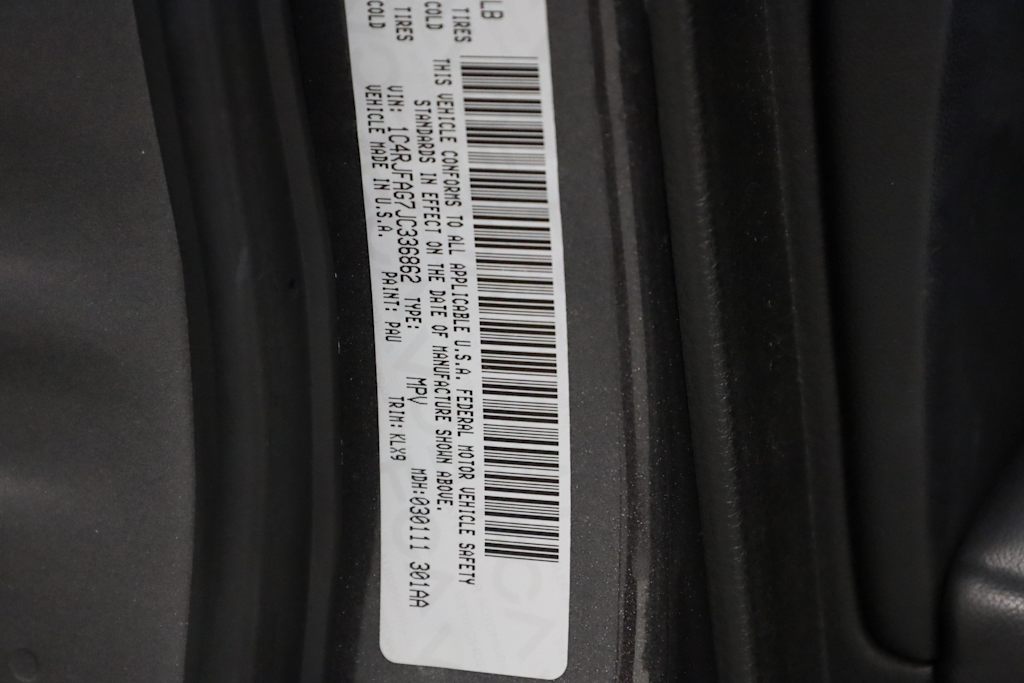 LB
TIRES
COLD
TIRES
COLD
THIS VEHICLE CONFORMS TO ALL APPLICABLE U.S.A. FEDERAL MOTOR VEHICLE SAFETY
STANDARDS IN EFFECT ON THE DATE OF MANUFACTURE SHOWN ABOVE.
VIN: 1C4RJFAG7JC336862 TYPE: MPV MDH:030111 301AA
VEHICLE MADE IN U.S.A. PAINT: PAU TRIM: KLX9